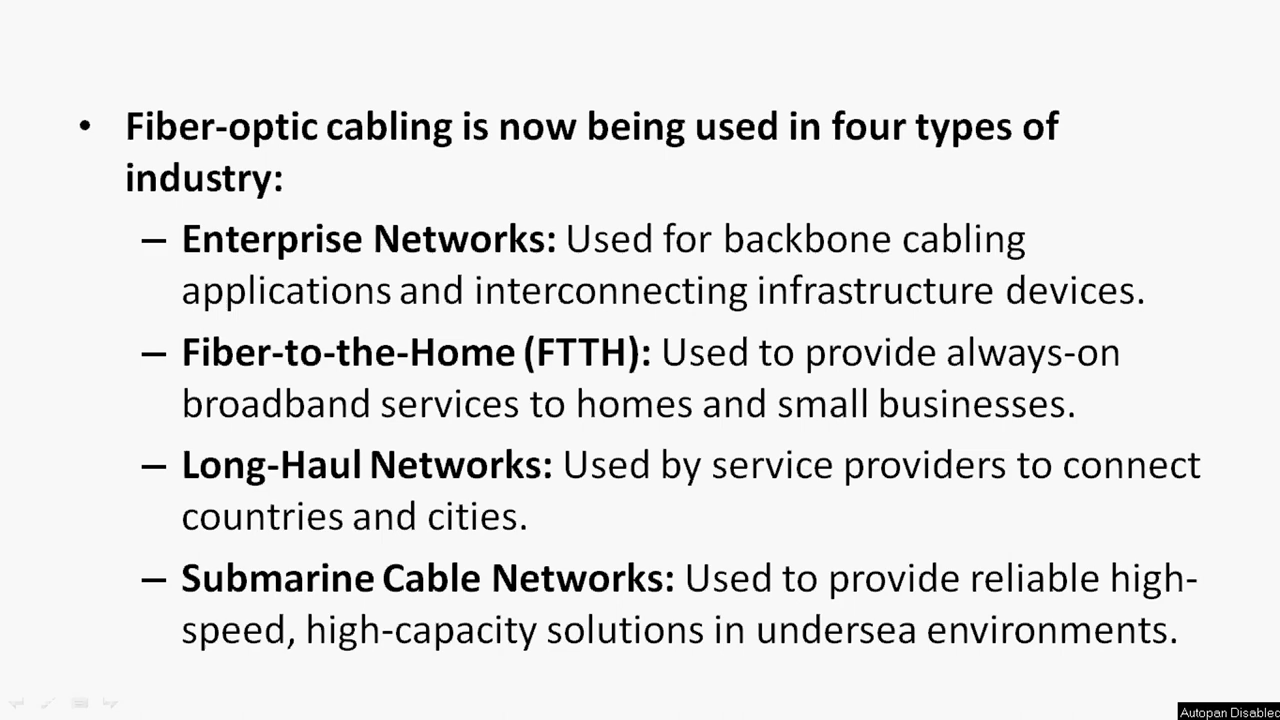 • Fiber-optic cabling is now being used in four types of
industry:
– Enterprise Networks: Used for backbone cabling
applications and interconnecting infrastructure devices.
– Fiber-to-the-Home (FTTH): Used to provide always-on
broadband services to homes and small businesses.
– Long-Haul Networks: Used by service providers to connect
countries and cities.
– Submarine Cable Networks: Used to provide reliable high-
speed, high-capacity solutions in undersea environments.
Autopan Disabled